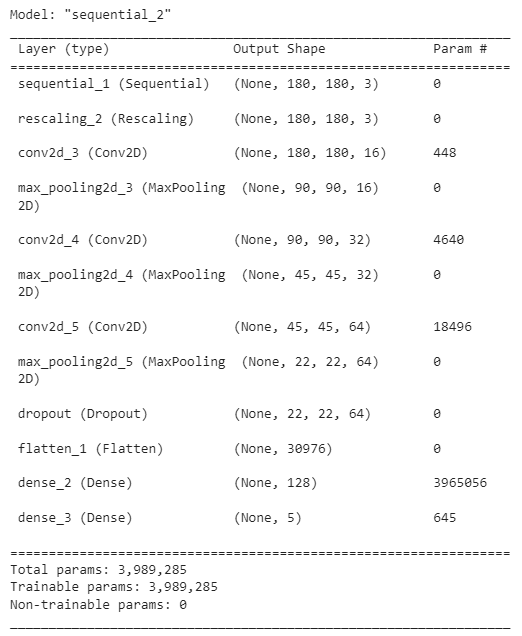 Model: "sequential_2"
_________________________________________________________________
Layer (type) Output Shape Param #
=================================================================
sequential_1 (Sequential) (None, 180, 180, 3) 0
rescaling_2 (Rescaling) (None, 180, 180, 3) 0
conv2d_3 (Conv2D) (None, 180, 180, 16) 448
max_pooling2d_3 (MaxPooling (None, 90, 90, 16) 0
2D)
conv2d_4 (Conv2D) (None, 90, 90, 32) 4640
max_pooling2d_4 (MaxPooling (None, 45, 45, 32) 0
2D)
conv2d_5 (Conv2D) (None, 45, 45, 64) 18496
max_pooling2d_5 (MaxPooling (None, 22, 22, 64) 0
2D)
dropout (Dropout) (None, 22, 22, 64) 0
flatten_1 (Flatten) (None, 30976) 0
dense_2 (Dense) (None, 128) 3965056
dense_3 (Dense) (None, 5) 645
=================================================================
Total params: 3,989,285
Trainable params: 3,989,285
Non-trainable params: 0
_________________________________________________________________